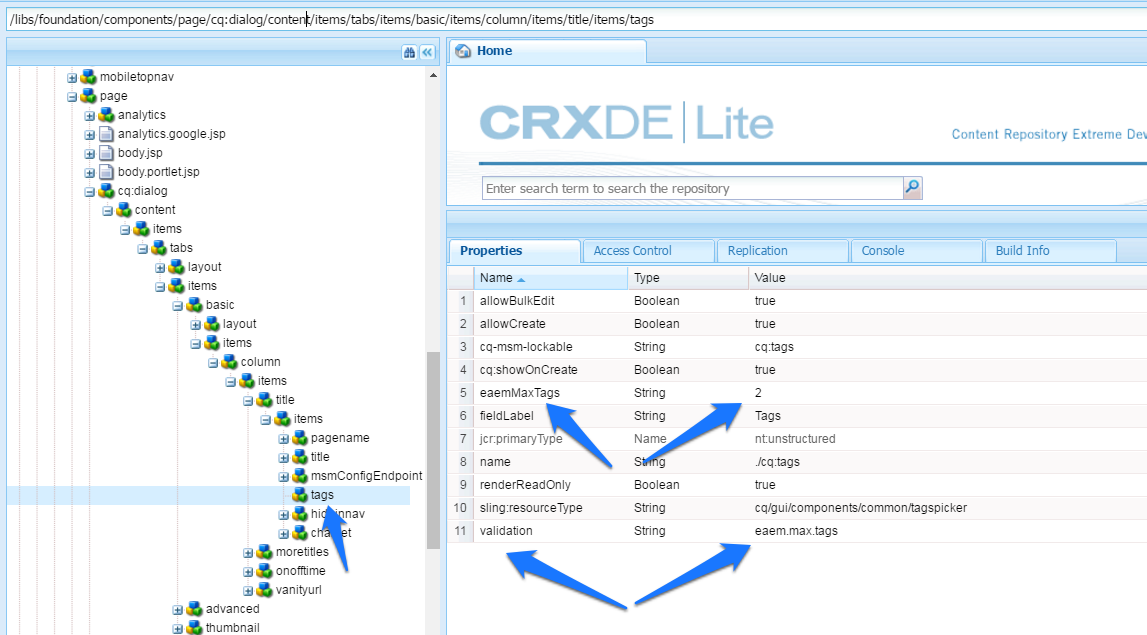 /libs/foundation/components/page/cq:dialog/content/items/tabs/items/basic/items/column/items/title/items/tags
mobiletopnav
page
analytics
analytics.google.jsp
body.jsp
body.portlet.jsp
cq:dialog
content
items
tabs
layout
items
basic
layout
items
column
items
title
items
pagename
title
msmConfigEndpoint
tags
moretitles
onofftime
vanityurl
advanced
thumbnail
Home
CRXDE Lite
Content Repository Extreme Dev
Enter search term to search the repository
Properties Access Control Replication Console Build Info
Name Type Value
1 allowBulkEdit Boolean true
2 allowCreate Boolean true
3 cq-msm-lockable String cq:tags
4 cq:showOnCreate Boolean true
5 eaemMaxTags String 2
6 fieldLabel String Tags
7 jcr:primaryType Name nt:unstructured
8 name String ./cq:tags
9 renderReadOnly Boolean true
10 sling:resourceType String cq/gui/components/common/tagspicker
11 validation String eaem.max.tags